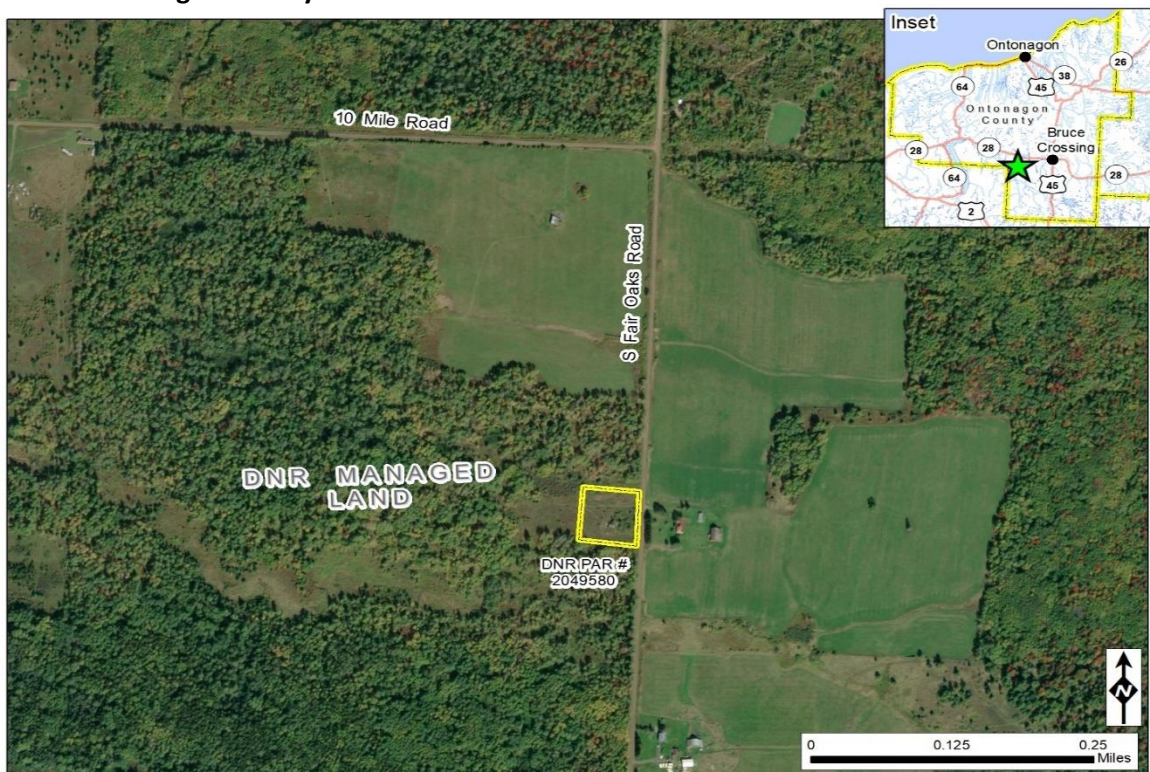 Inset
Ontonagon
26
38
64
45
Ontonagon
County
Bruce
Crossing
28
28
64
45
28
2
10 Mile Road
S Fair Oaks Road
DNR MANAGED
LAND
DNR PAR #
2049580
N
0 0.125 0.25
Miles